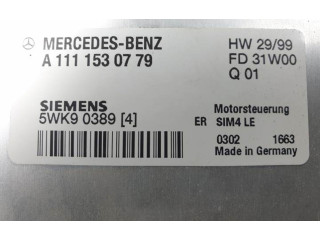 MERCEDES-BENZ HW 29/99
A 111 153 07 79 FD 31W00
Q 01
SIEMENS Motorsteuerung
5WK9 0389 [4] ER SIM4 LE
0302 1663
Made in Germany